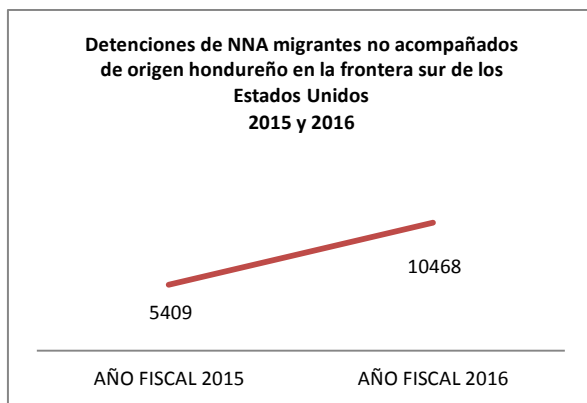 Detenciones de NNA migrantes no acompañados
de origen hondureño en la frontera sur de los
Estados Unidos
2015 y 2016
10468
5409
AÑO FISCAL 2015 AÑO FISCAL 2016